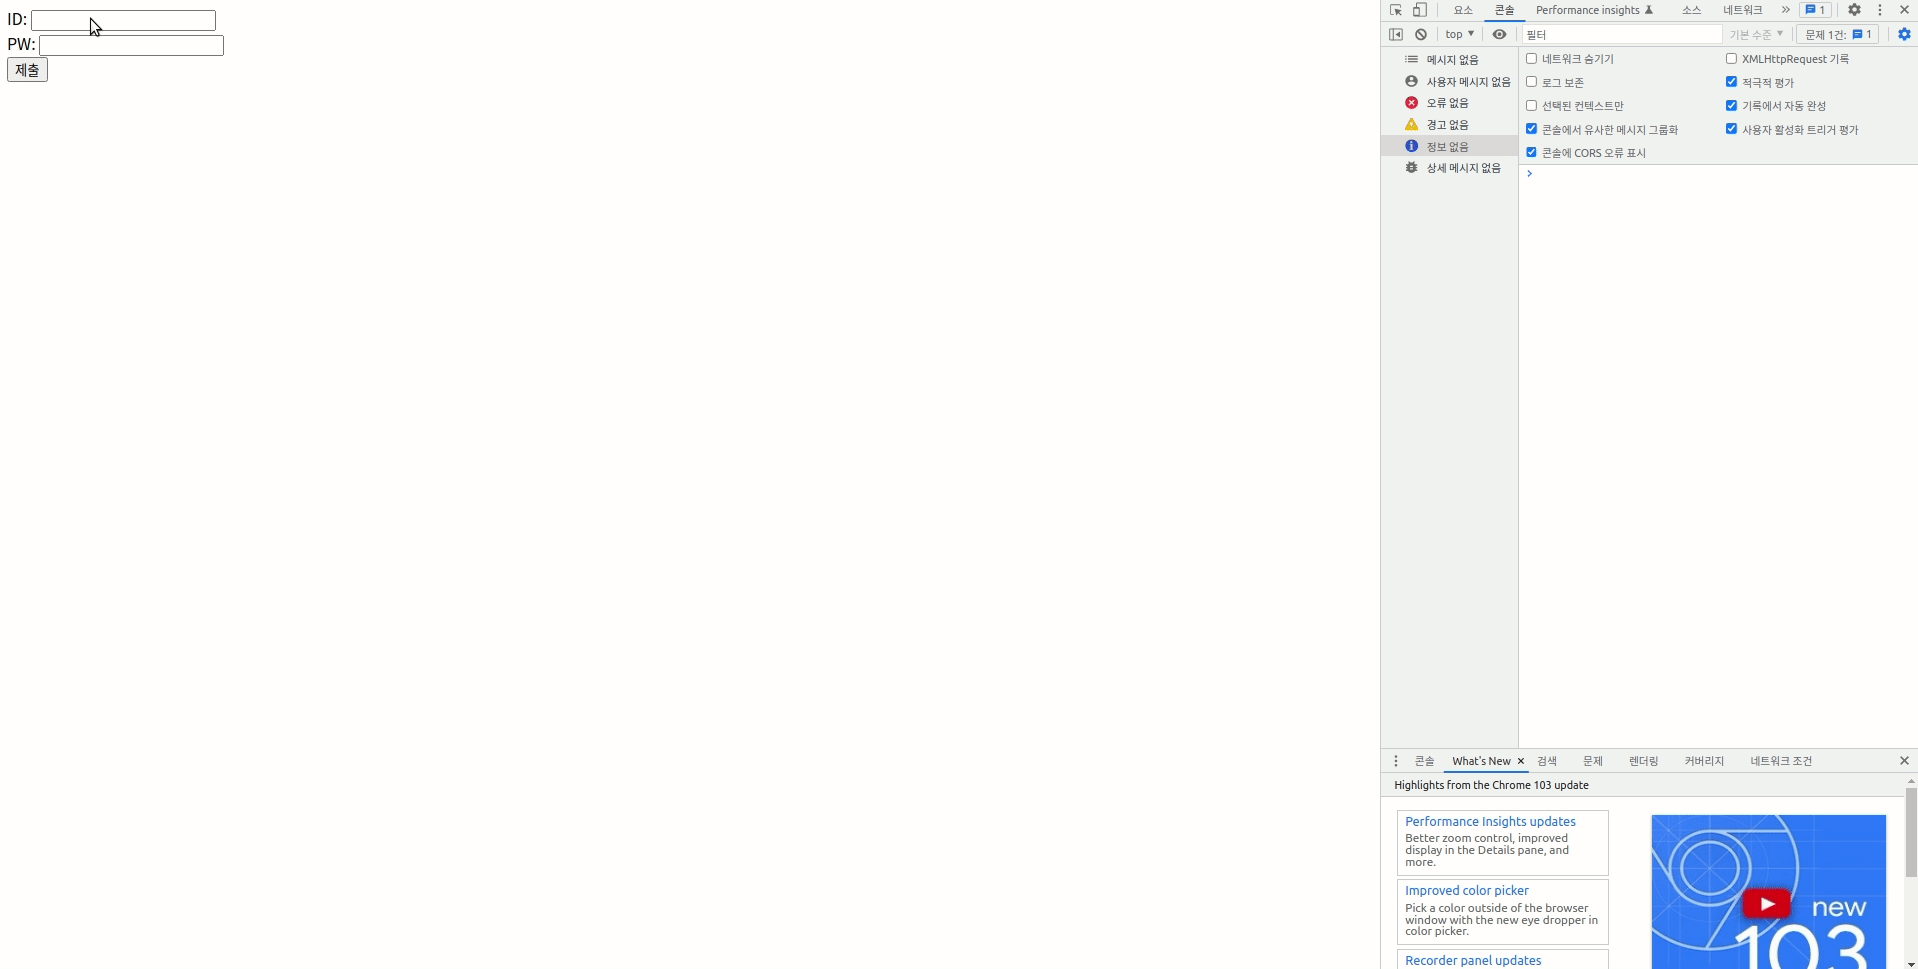 ID:
PW:
제출
요소 콘솔 Performance insights 소스 네트워크 » 1
top ▼ 필터 기본 수준 ▼ 문제 1건: 1
메시지 없음
사용자 메시지 없음
오류 없음
경고 없음
정보 없음
상세 메시지 없음
네트워크 숨기기 XMLHttpRequest 기록
로그 보존 적극적 평가
선택된 컨텍스트만 기록에서 자동 완성
콘솔에서 유사한 메시지 그룹화 사용자 활성화 트리거 평가
콘솔에 CORS 오류 표시
콘솔 What's New × 검색 문제 렌더링 커버리지 네트워크 조건
Highlights from the Chrome 103 update
Performance Insights updates
Better zoom control, improved
display in the Details pane, and
more.
Improved color picker
Pick a color outside of the browser
window with the new eye dropper in
color picker.
Recorder panel updates
new
103